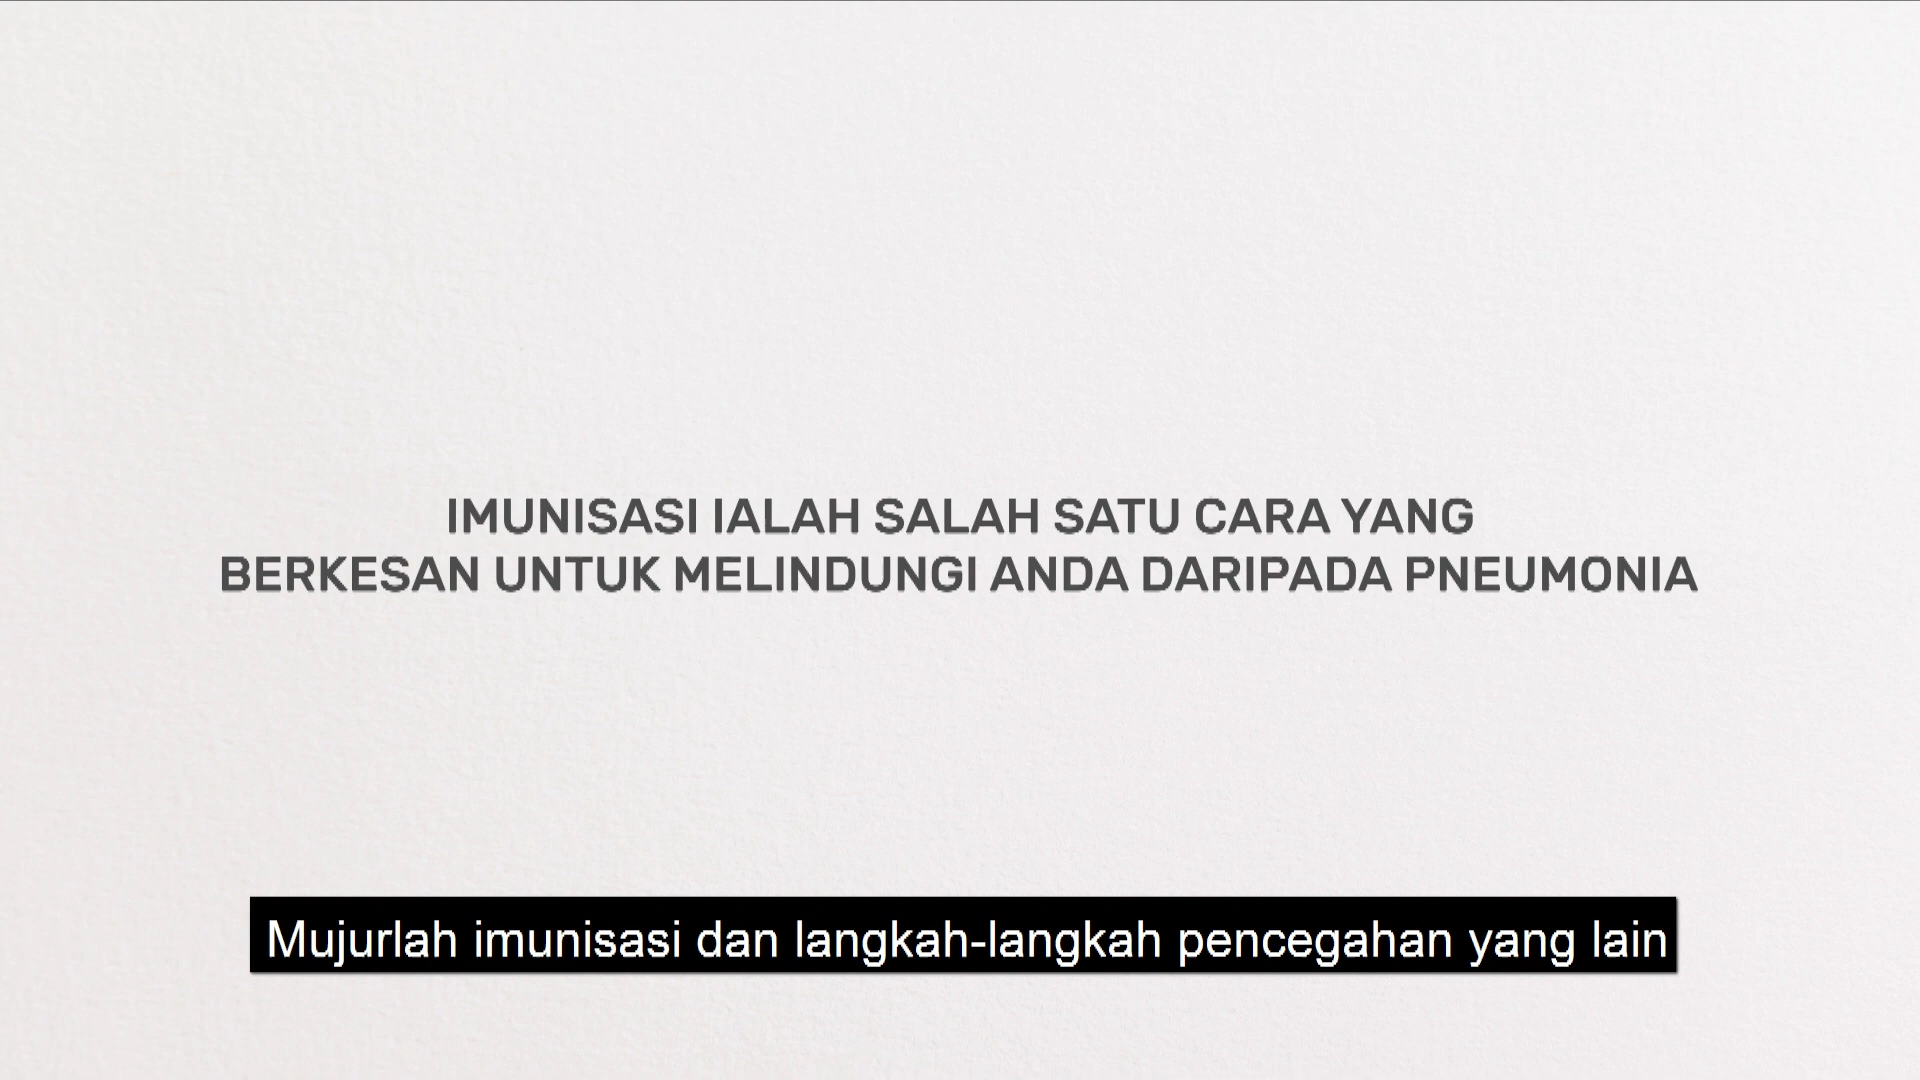 IMUNISASI IALAH SALAH SATU CARA YANG
BERKESAN UNTUK MELINDUNGI ANDA DARIPADA PNEUMONIA
Mujurlah imunisasi dan langkah-langkah pencegahan yang lain